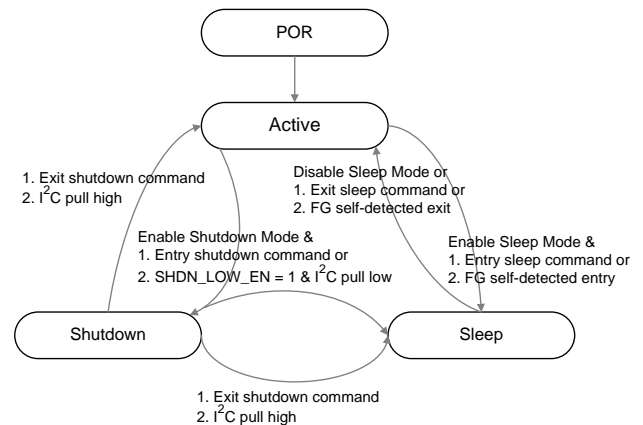 POR
Active
1. Exit shutdown command
2. I²C pull high
Disable Sleep Mode or
1. Exit sleep command or
2. FG self-detected exit
Enable Shutdown Mode &
1. Entry shutdown command or
2. SHDN_LOW_EN = 1 & I²C pull low
Enable Sleep Mode &
1. Entry sleep command or
2. FG self-detected entry
Shutdown
Sleep
1. Exit shutdown command
2. I²C pull high